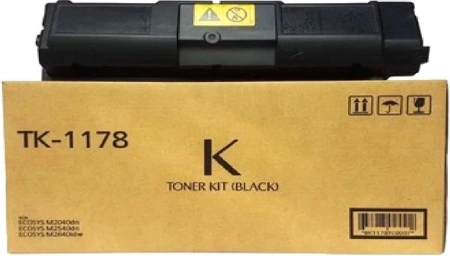 TK-1178
K
TONER KIT (BLACK)
ECOSYS M2040dn
ECOSYS M2540dn
ECOSYS M2640idw